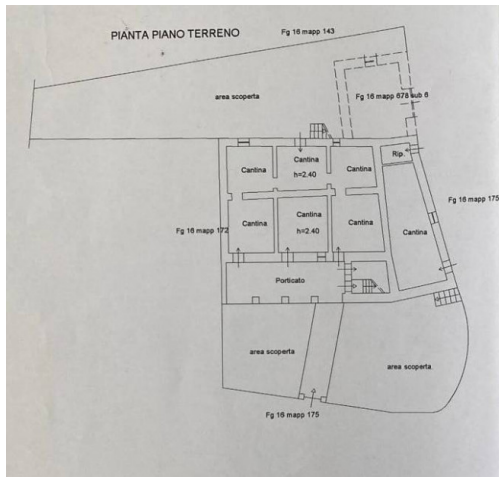 PIANTA PIANO TERRENO
Fg 16 mapp 143
area scoperta
Fg 16 mapp 678 sub 6
Cantina
Cantina
h=2.40
Cantina
Rip.
Fg 16 mapp 175
Cantina
Cantina
h=2.40
Cantina
Cantina
Fg 16 mapp 172
Porticato
area scoperta
area scoperta
Fg 16 mapp 175